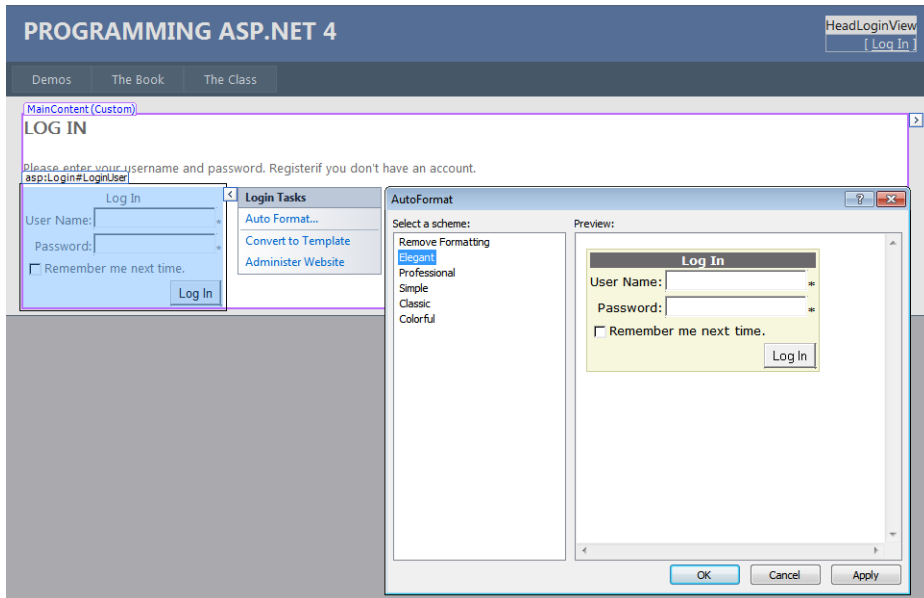 PROGRAMMING ASP.NET 4
HeadLoginView
[ Log In ]
Demos The Book The Class
MainContent (Custom)
LOG IN
Please enter your username and password. Registerif you don't have an account.
asp:Login#LoginUser
Log In
User Name: *
Password: *
Remember me next time.
Log In
Login Tasks
Auto Format...
Convert to Template
Administer Website
AutoFormat
Select a scheme:
Remove Formatting
Elegant
Professional
Simple
Classic
Colorful
Preview:
Log In
User Name: *
Password: *
Remember me next time.
Log In
OK Cancel Apply